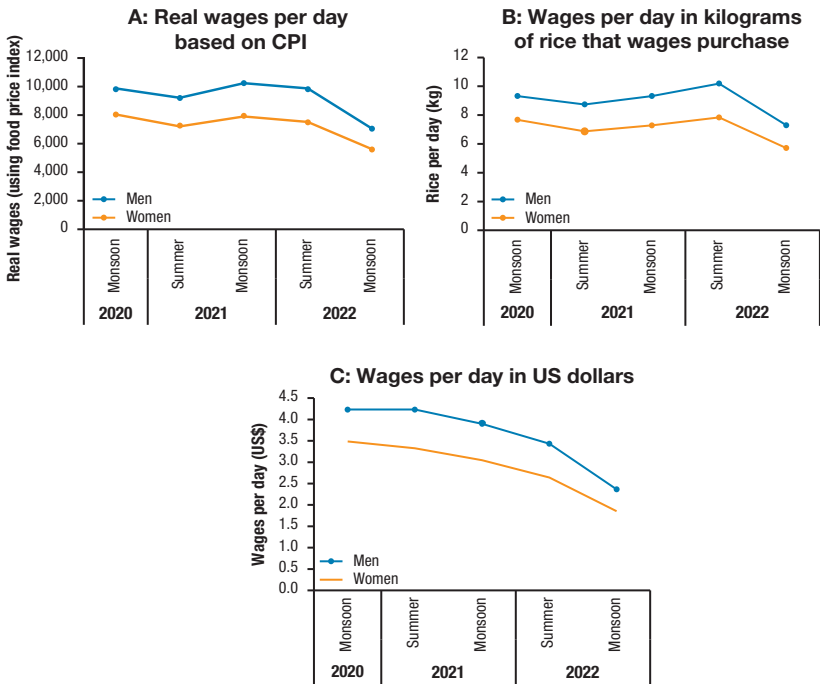 A: Real wages per day
based on CPI
Real wages (using food price index)
12,000
10,000
8,000
6,000
4,000
2,000
0
Men
Women
Monsoon
Summer
Monsoon
Summer
Monsoon
2020
2021
2022
B: Wages per day in kilograms
of rice that wages purchase
Rice per day (kg)
12
10
8
6
4
2
0
Men
Women
Monsoon
Summer
Monsoon
Summer
Monsoon
2020
2021
2022
C: Wages per day in US dollars
Wages per day (US$)
4.5
4.0
3.5
3.0
2.5
2.0
1.5
1.0
0.5
0.0
Men
Women
Monsoon
Summer
Monsoon
Summer
Monsoon
2020
2021
2022